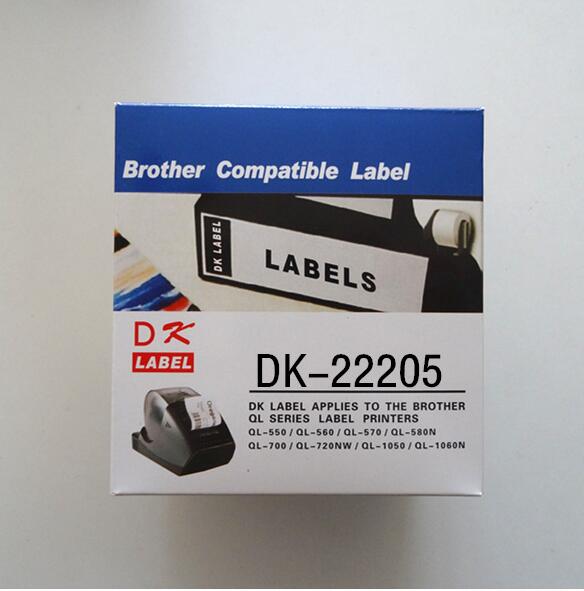 Brother Compatible Label
DK LABEL
LABELS
DK
LABEL
DK-22205
DK LABEL APPLIES TO THE BROTHER
QL SERIES LABEL PRINTERS
QL-550 / QL-560 / QL-570 / QL-580N
QL-700 / QL-720NW / QL-1050 / QL-1060N